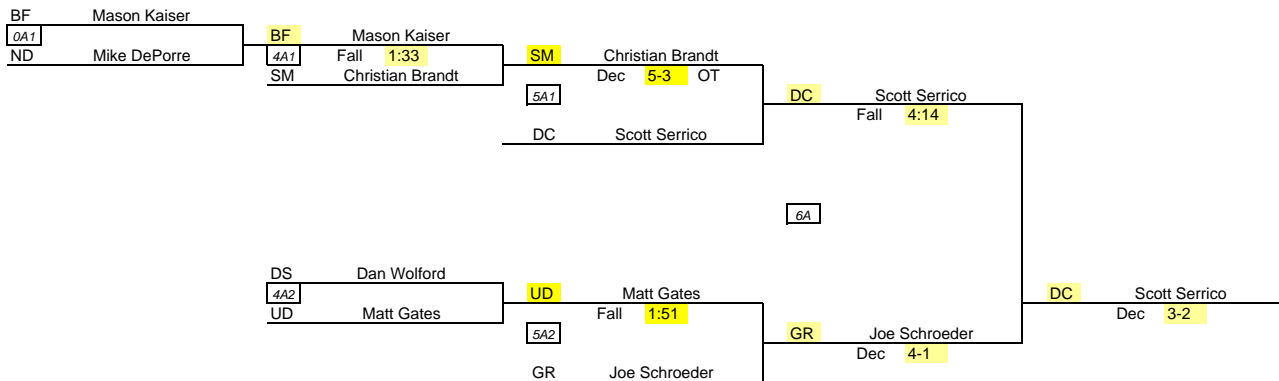 BF Mason Kaiser
0A1 BF Mason Kaiser
ND Mike DePorre 4A1 Fall 1:33 SM Christian Brandt
SM Christian Brandt Dec 5-3 OT
5A1 DC Scott Serrico
Fall 4:14
DC Scott Serrico
6A
DS Dan Wolford
4A2 UD Matt Gates DC Scott Serrico
UD Matt Gates Fall 1:51 Dec 3-2
5A2 GR Joe Schroeder
Dec 4-1
GR Joe Schroeder